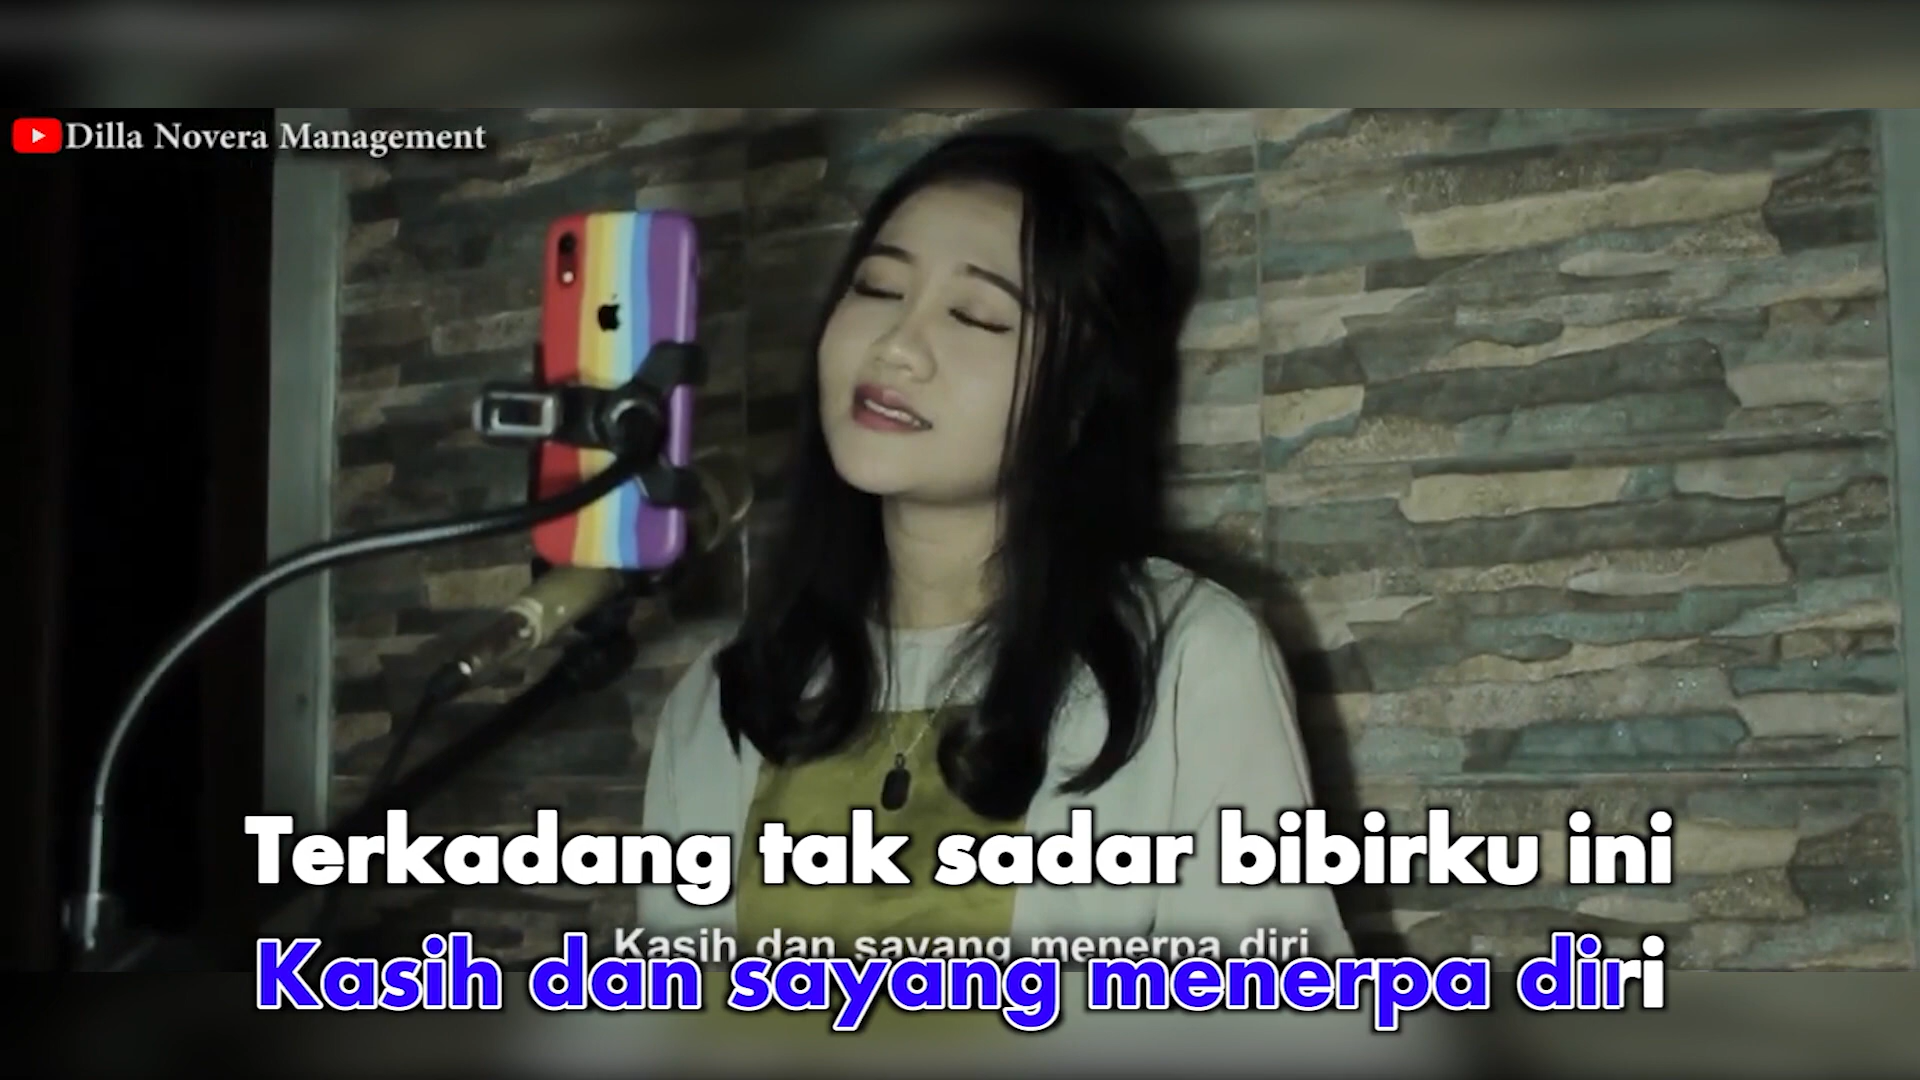 Dilla Novera Management
Terkadang tak sadar bibirku ini
Kasih dan sayang menerpa diri
Kasih dan sayang menerpa diri